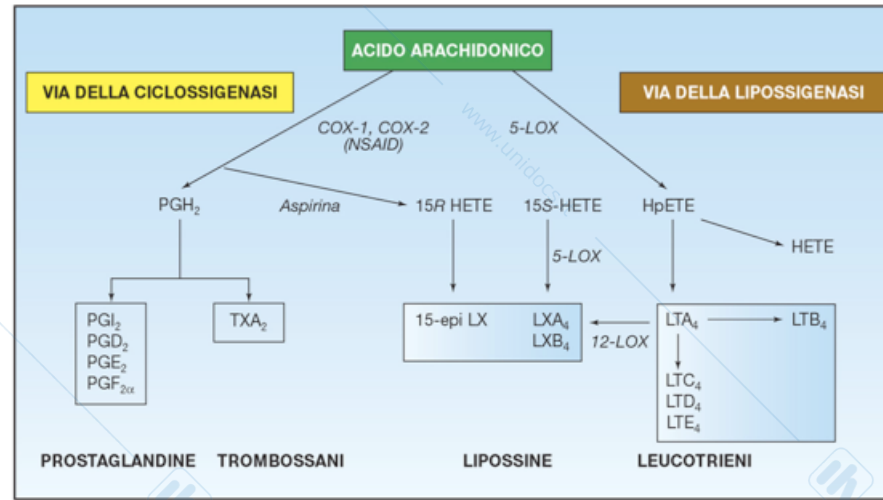 ACIDO ARACHIDONICO
VIA DELLA CICLOSSIGENASI
VIA DELLA LIPOSSIGENASI
COX-1, COX-2
(NSAID)
5-LOX
www.unidocs
PGH₂
Aspirina
15R HETE
15S-HETE
HpETE
HETE
5-LOX
PGI₂
PGD₂
PGE₂
PGF₂α
TXA₂
15-epi LX
LXA₄
LXB₄
12-LOX
LTA₄
LTB₄
LTC₄
LTD₄
LTE₄
PROSTAGLANDINE
TROMBOSSANI
LIPOSSINE
LEUCOTRIENI